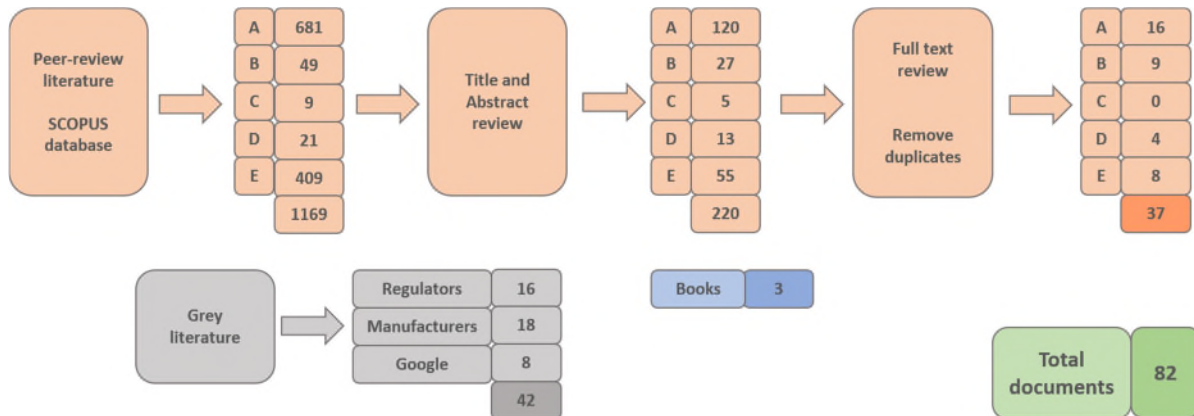 Peer-review
literature
SCOPUS
database
A 681
B 49
C 9
D 21
E 409
1169
Title and
Abstract
review
A 120
B 27
C 5
D 13
E 55
220
Full text
review
Remove
duplicates
A 16
B 9
C 0
D 4
E 8
37
Grey
literature
Regulators 16
Manufacturers 18
Google 8
42
Books 3
Total
documents
82